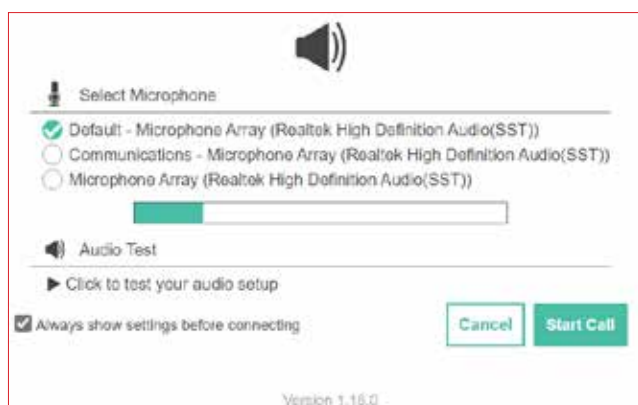 Select Microphone
Default - Microphone Array (Realtek High Definition Audio(SST))
Communications - Microphone Array (Realtek High Definition Audio(SST))
Microphone Array (Realtek High Definition Audio(SST))
Audio Test
Click to test your audio setup
Always show settings before connecting
Cancel
Start Call
Version 1.16.0